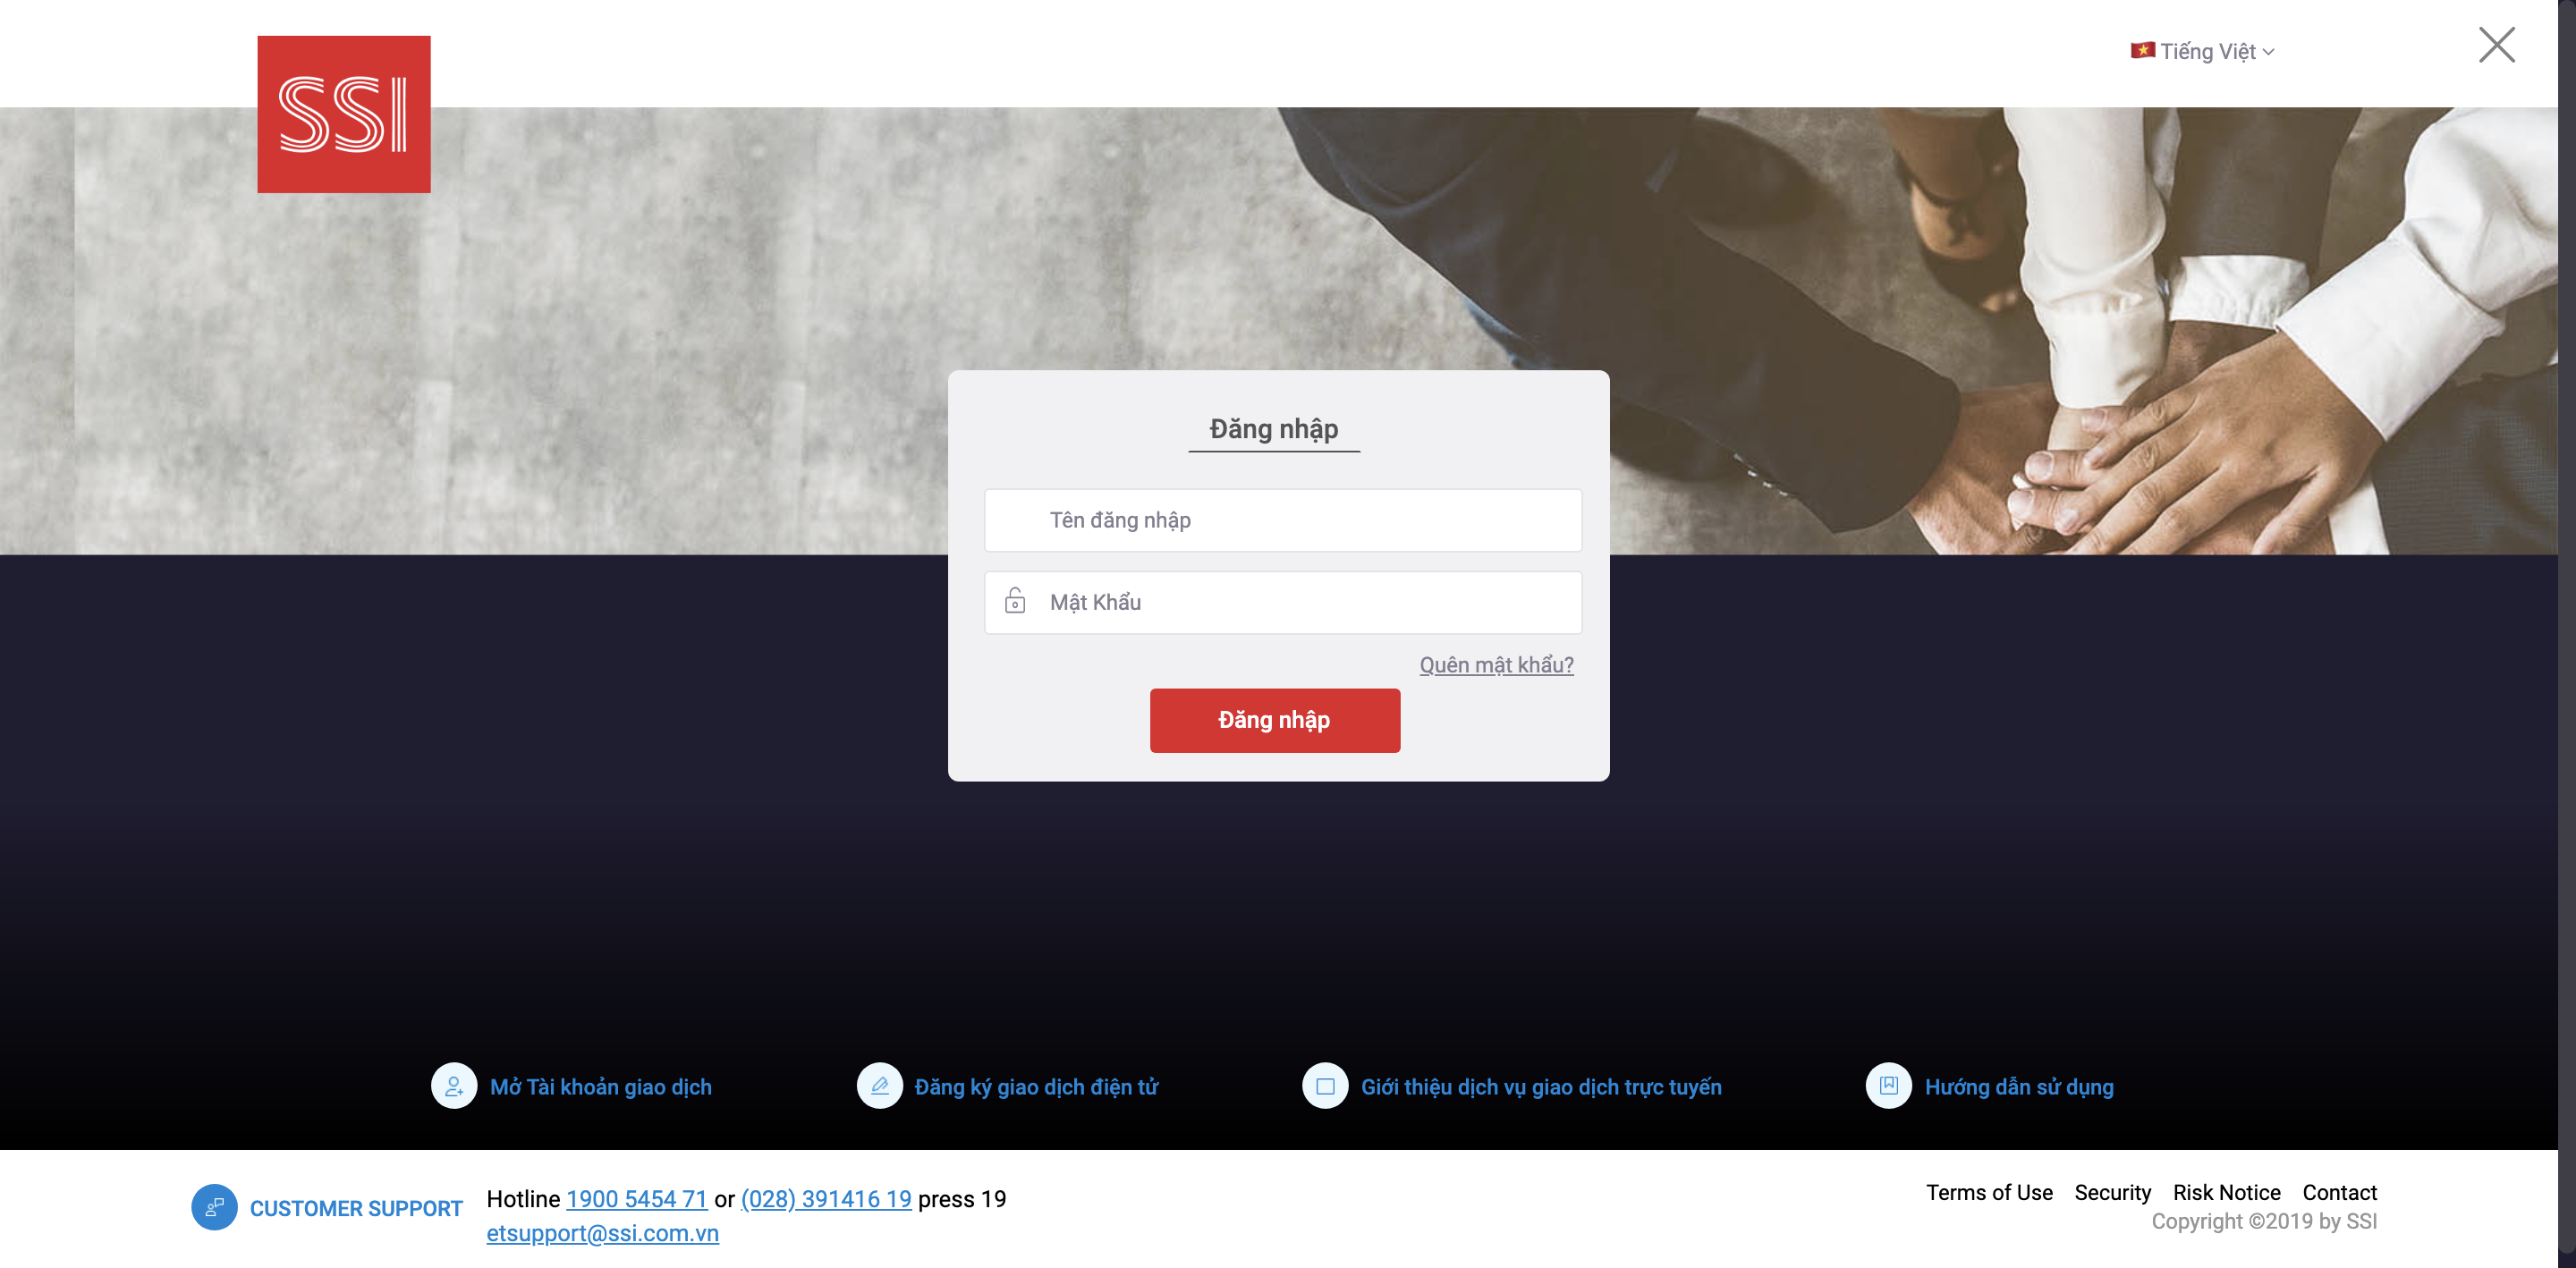 SSI
Tiếng Việt
Đăng nhập
Tên đăng nhập
Mật Khẩu
Quên mật khẩu?
Đăng nhập
Mở Tài khoản giao dịch
Đăng ký giao dịch điện tử
Giới thiệu dịch vụ giao dịch trực tuyến
Hướng dẫn sử dụng
CUSTOMER SUPPORT
Hotline 1900 5454 71 or (028) 391416 19 press 19
etsupport@ssi.com.vn
Terms of Use Security Risk Notice Contact
Copyright ©2019 by SSI